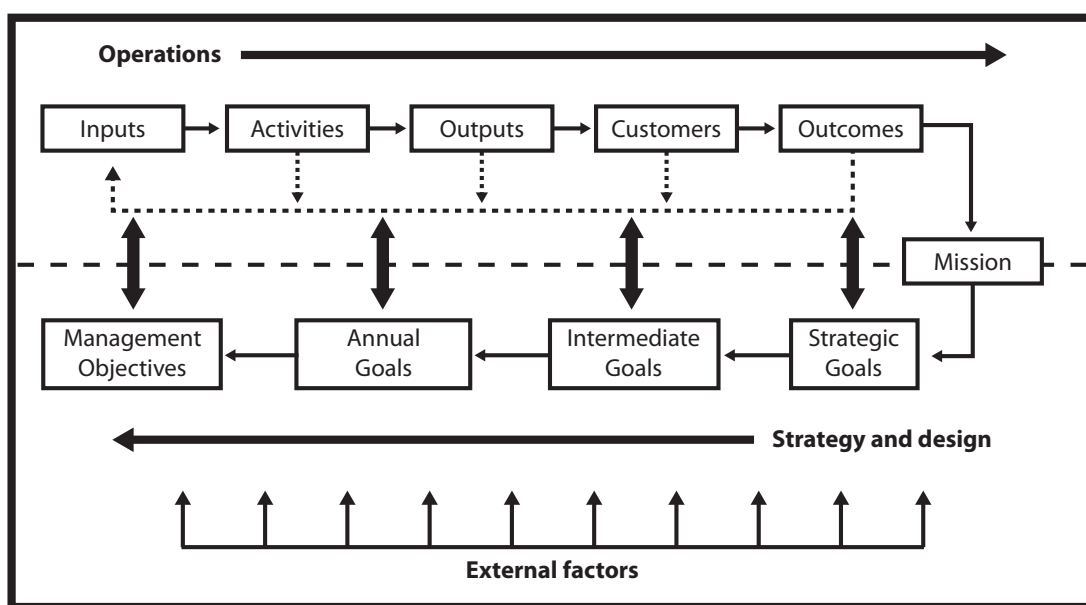 Operations
Inputs
Activities
Outputs
Customers
Outcomes
Mission
Management
Objectives
Annual
Goals
Intermediate
Goals
Strategic
Goals
Strategy and design
External factors